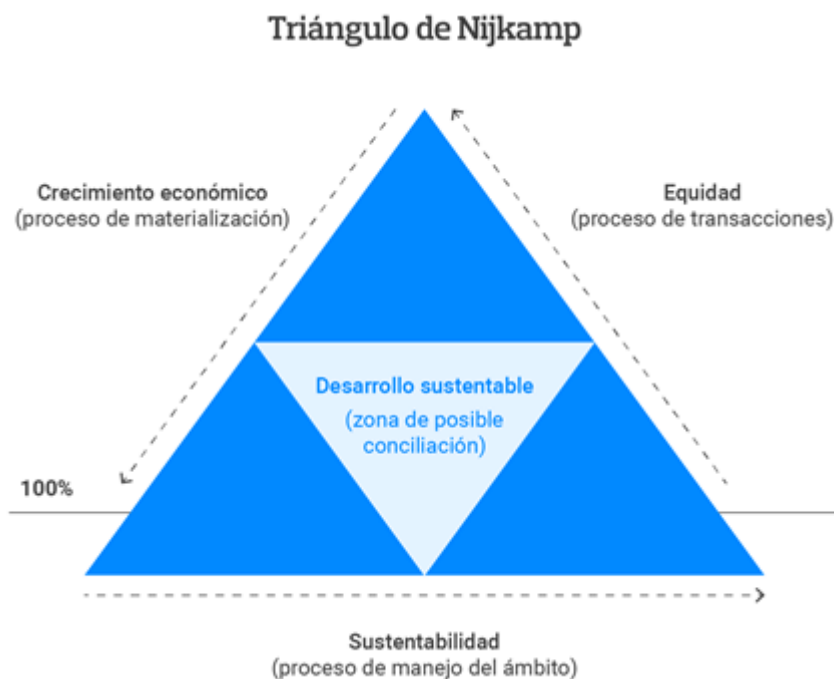 Triángulo de Nijkamp
Crecimiento económico
(proceso de materialización)
Equidad
(proceso de transacciones)
Desarrollo sustentable
(zona de posible
conciliación)
100%
Sustentabilidad
(proceso de manejo del ámbito)